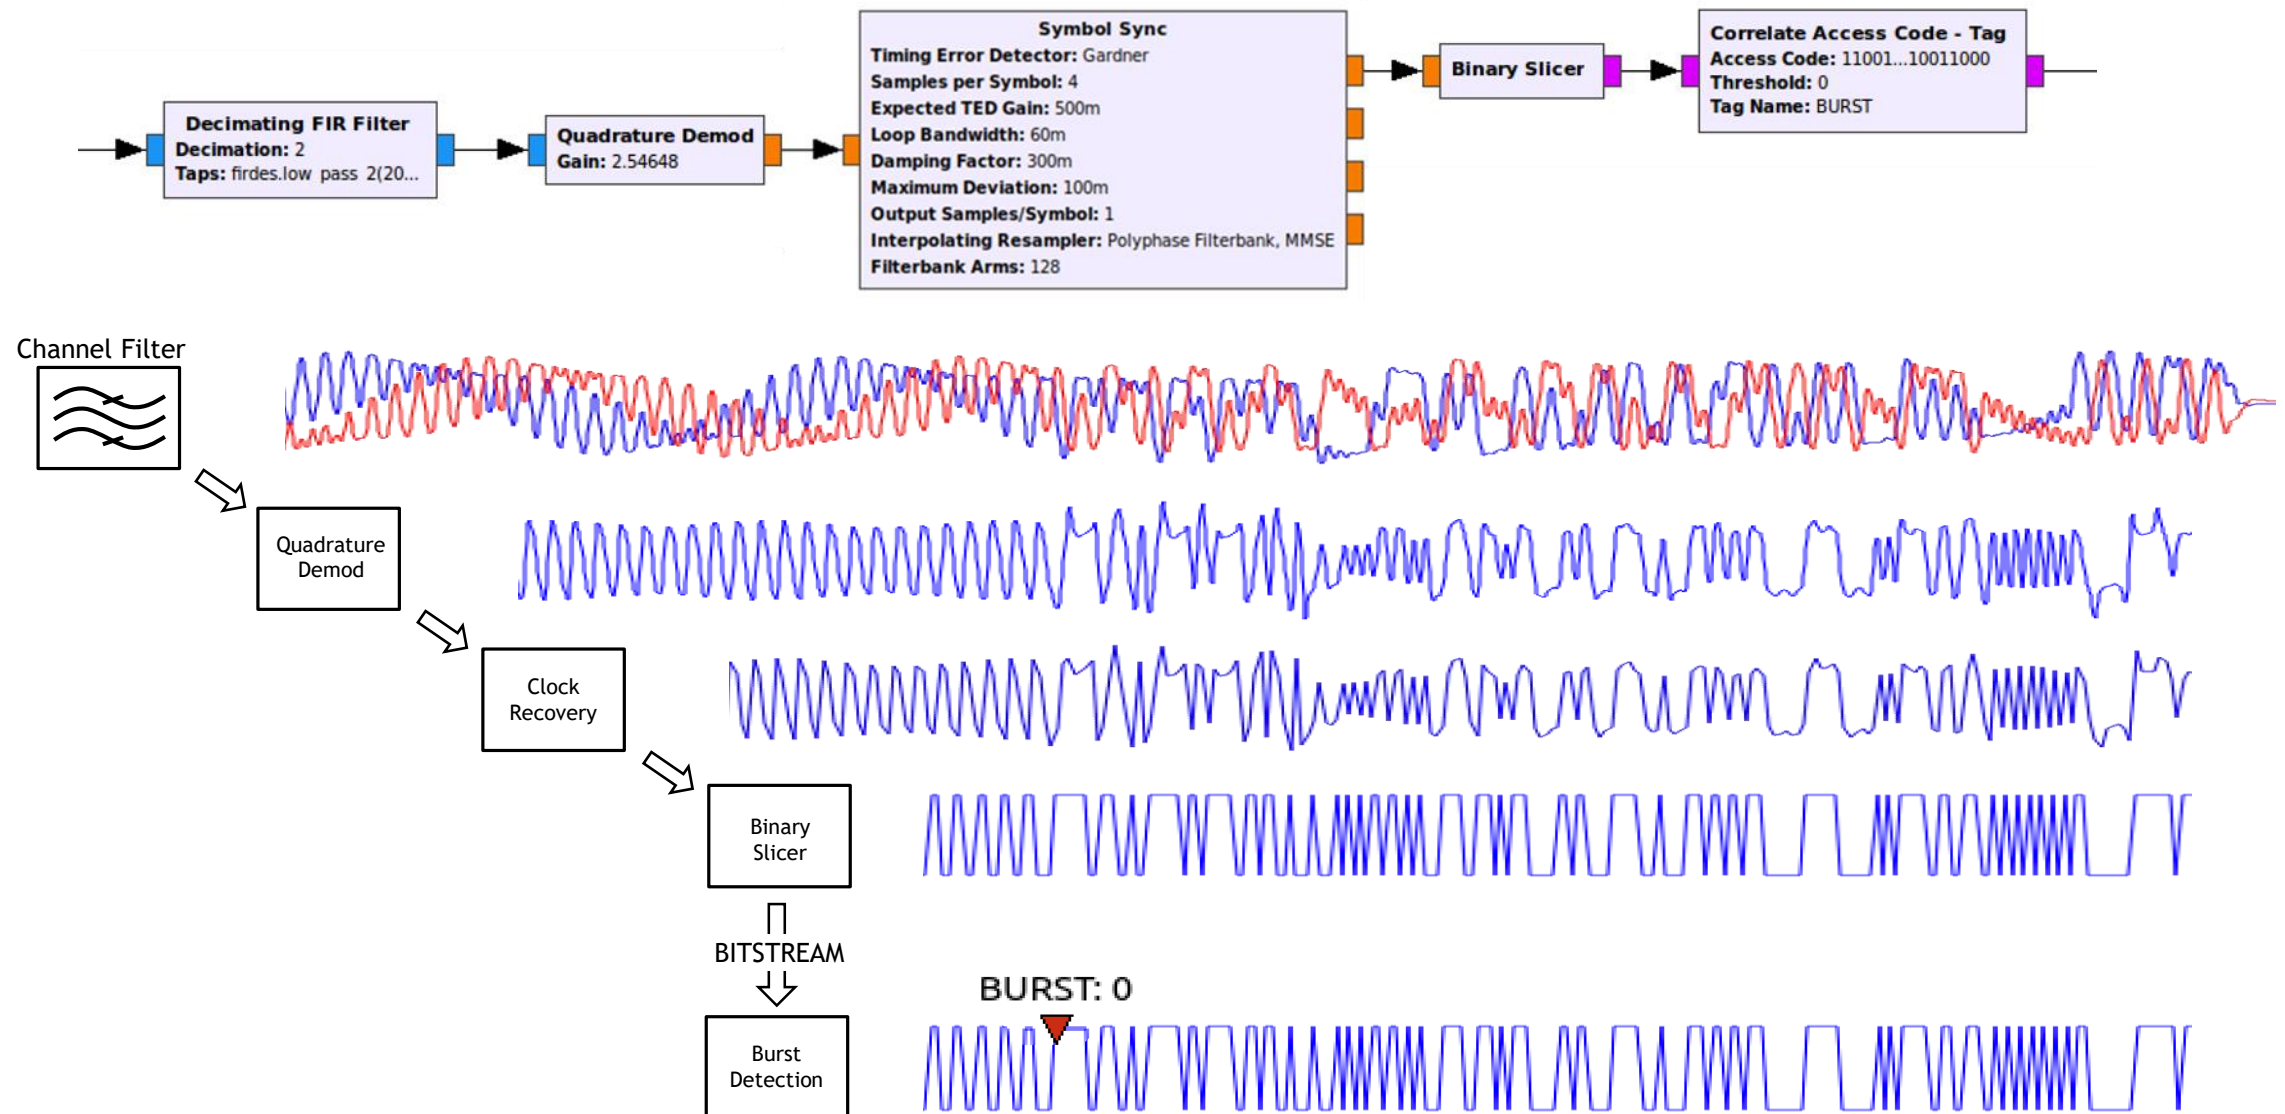 Decimating FIR Filter
Decimation: 2
Taps: firdes.low pass 2(20...
Quadrature Demod
Gain: 2.54648
Symbol Sync
Timing Error Detector: Gardner
Samples per Symbol: 4
Expected TED Gain: 500m
Loop Bandwidth: 60m
Damping Factor: 300m
Maximum Deviation: 100m
Output Samples/Symbol: 1
Interpolating Resampler: Polyphase Filterbank, MMSE
Filterbank Arms: 128
Binary Slicer
Correlate Access Code - Tag
Access Code: 11001...10011000
Threshold: 0
Tag Name: BURST
Channel Filter
Quadrature
Demod
Clock
Recovery
Binary
Slicer
BITSTREAM
BURST: 0
Burst
Detection